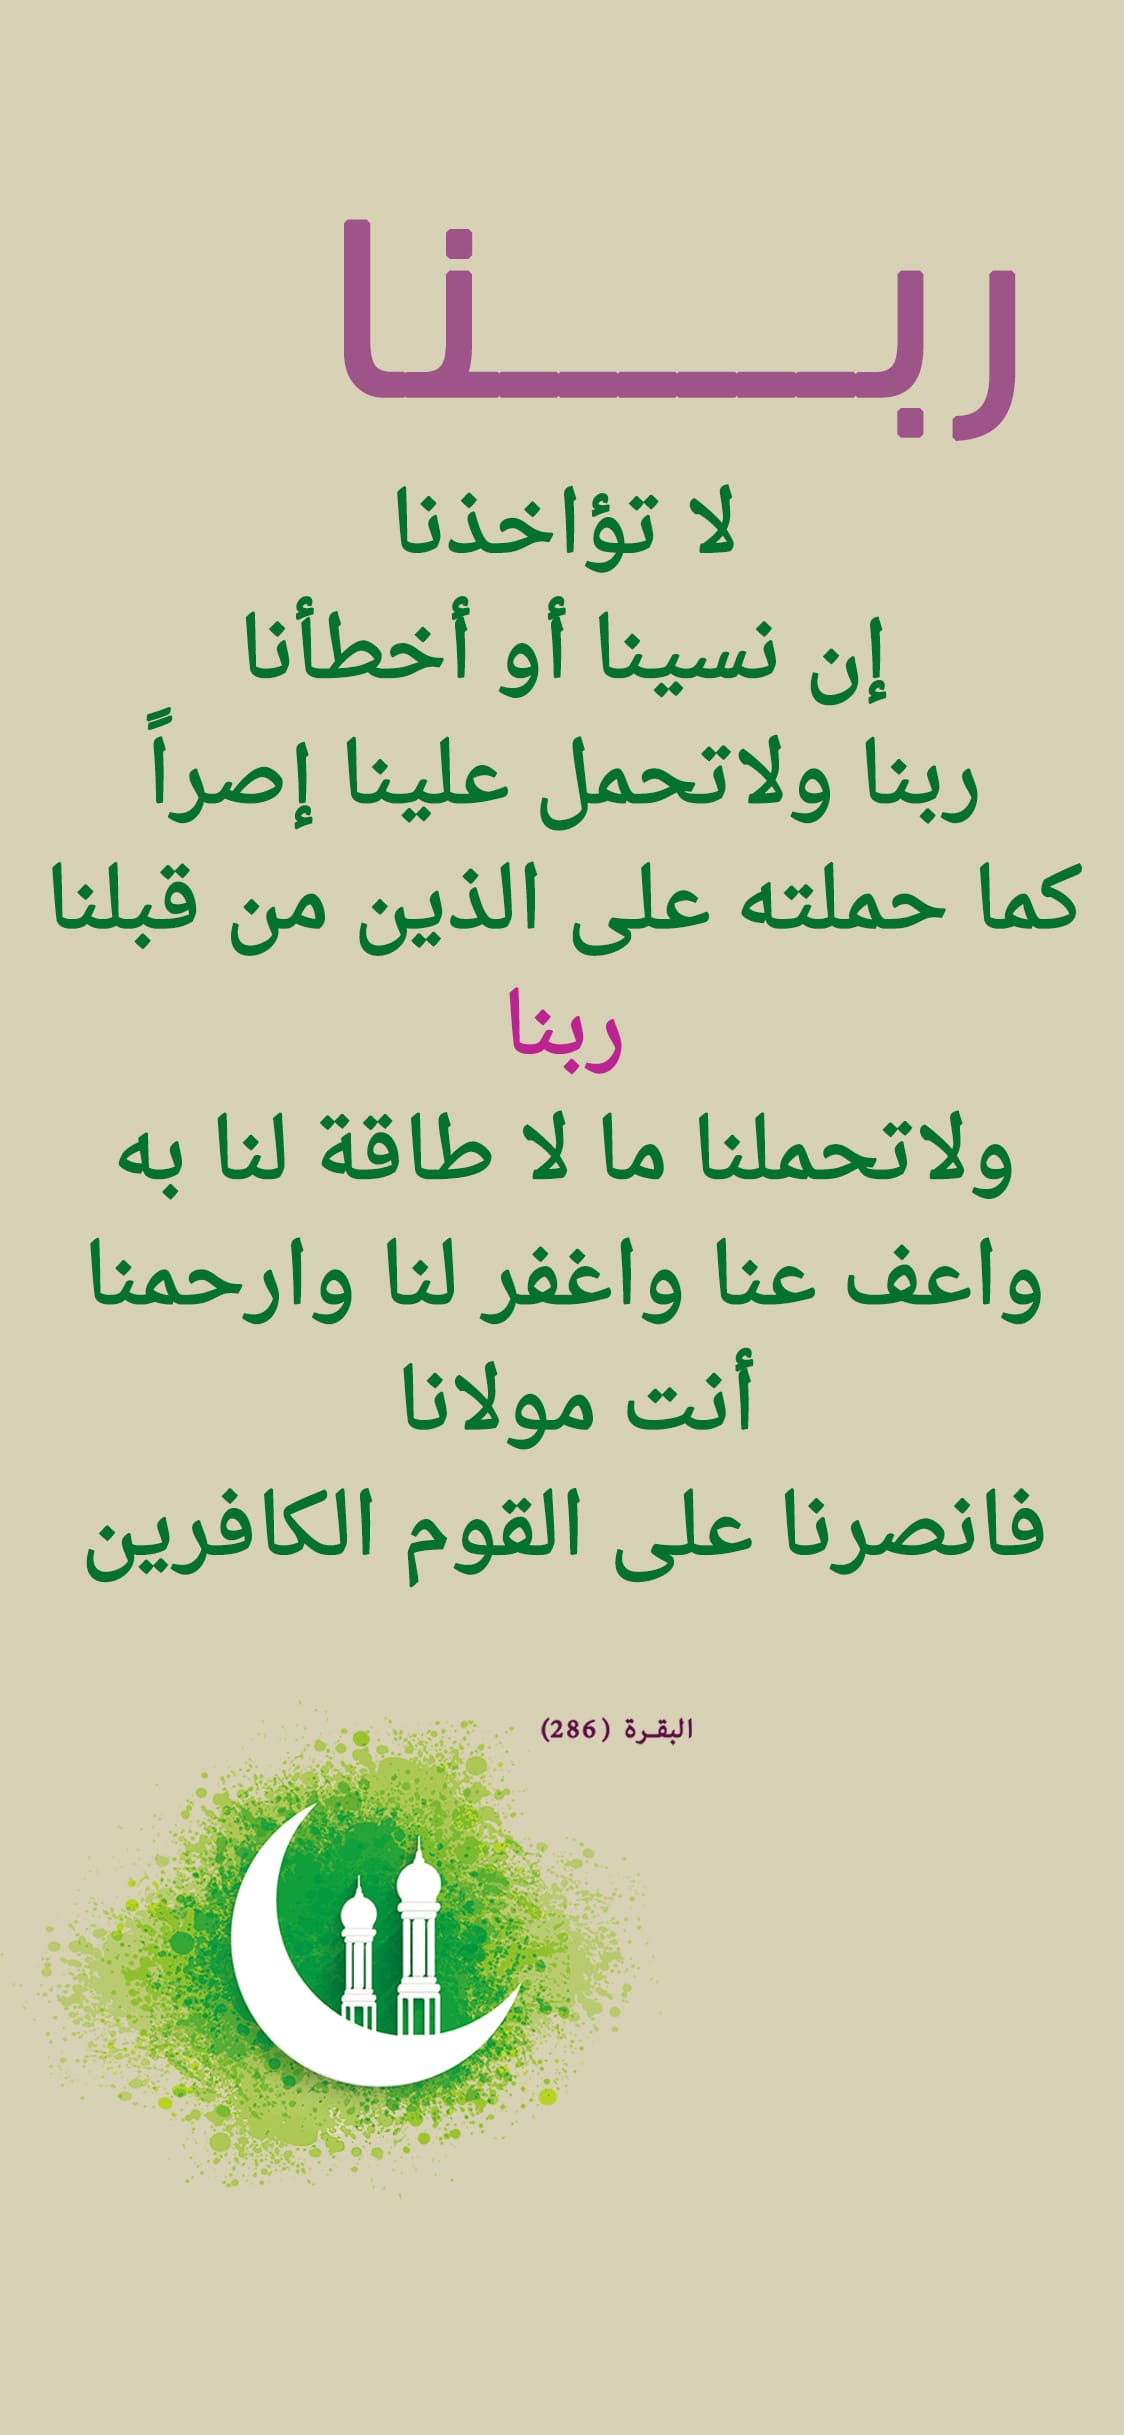 ربـــــنا
لا تؤاخذنا
إن نسينا أو أخطأنا
ربنا ولاتحمل علينا إصراً
كما حملته على الذين من قبلنا
ربنا
ولاتحملنا ما لا طاقة لنا به
واعف عنا واغفر لنا وارحمنا
أنت مولانا
فانصرنا على القوم الكافرين
البقـرة (286)